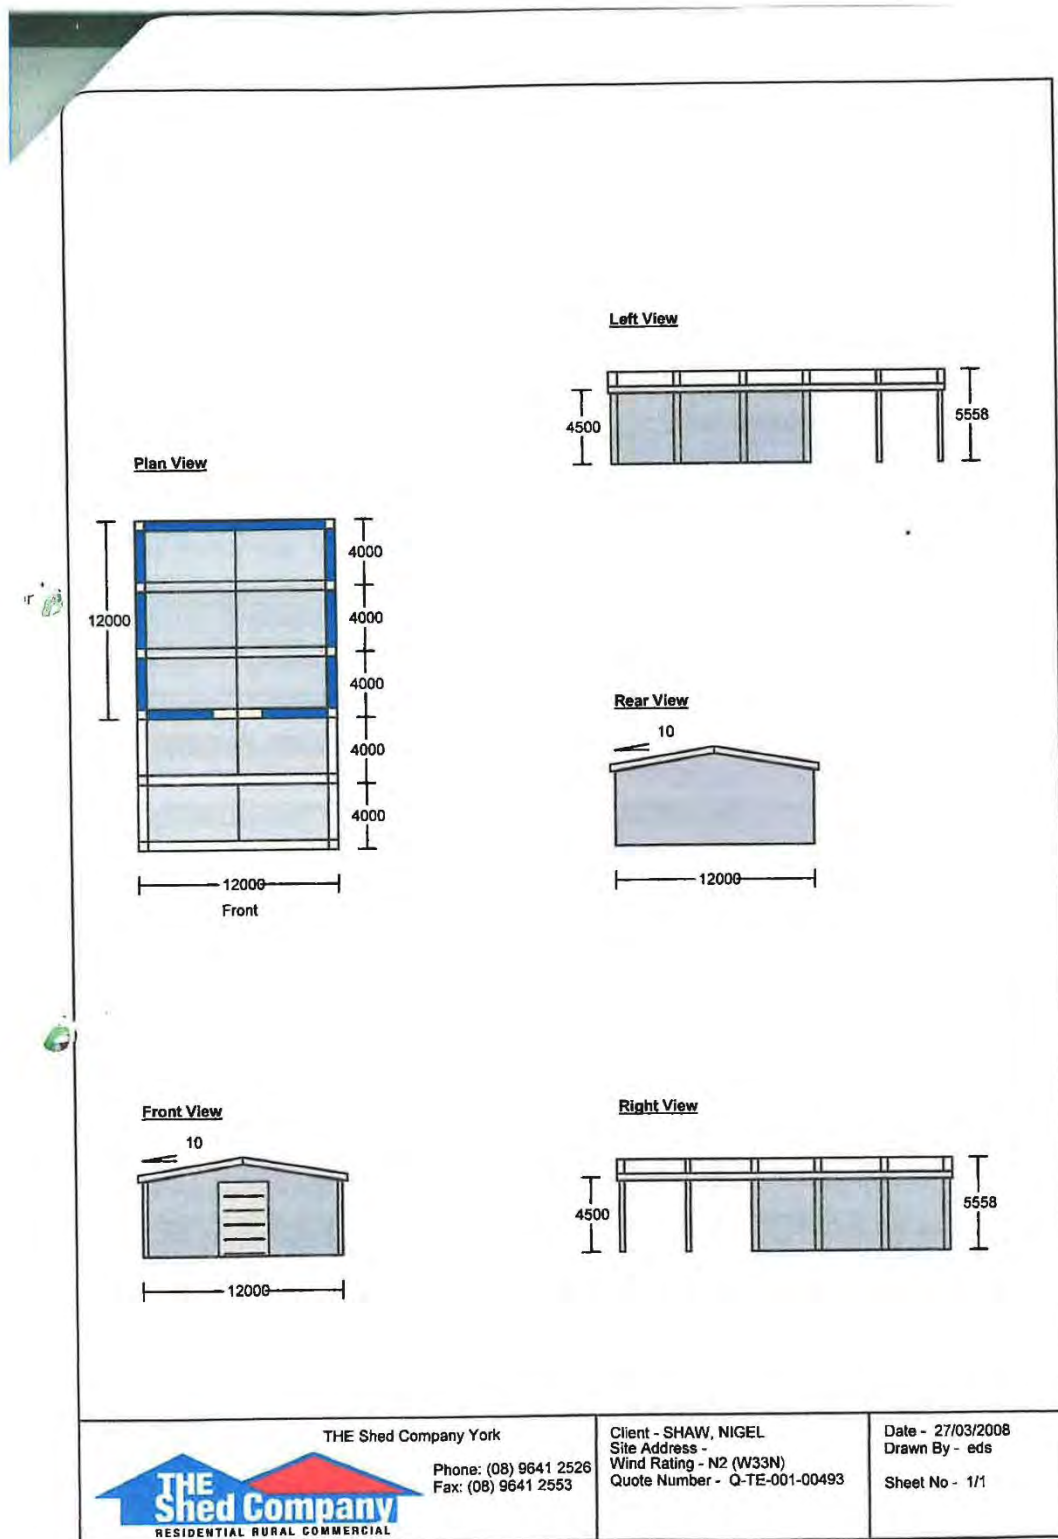 Left View
4500
5558
Plan View
12000
4000
4000
4000
4000
4000
12000
Front
Rear View
10
12000
Front View
10
12000
Right View
4500
5558
THE Shed Company York
Phone: (08) 9641 2526
Fax: (08) 9641 2553
THE
Shed Company
RESIDENTIAL RURAL COMMERCIAL
Client - SHAW, NIGEL
Site Address -
Wind Rating - N2 (W33N)
Quote Number - Q-TE-001-00493
Date - 27/03/2008
Drawn By - eds
Sheet No - 1/1